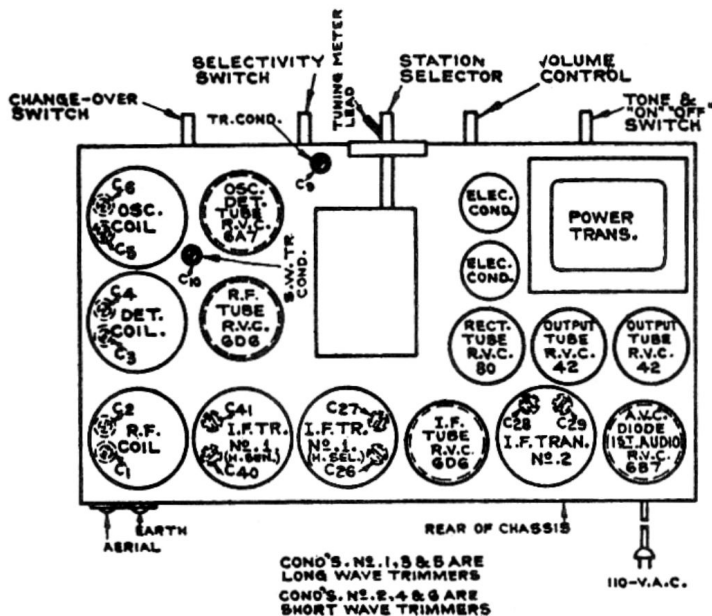 CHANGE-OVER
SWITCH
SELECTIVITY
SWITCH
TUNING METER
LEAD
STATION
SELECTOR
VOLUME
CONTROL
TONE &
"ON" "OFF"
SWITCH
TR. COND.
C9
C6
OSC.
COIL
C5
OSC.
DET.
TUBE
R.V.C.
6A7
C10
S.W. TR.
COND.
ELEC.
COND.
ELEC.
COND.
POWER
TRANS.
C4
DET.
COIL.
C3
R.F.
TUBE
R.V.C.
6D6
RECT.
TUBE
R.V.C.
80
OUTPUT
TUBE
R.V.C.
42
OUTPUT
TUBE
R.V.C.
42
C2
R.F.
COIL
C1
C41
I.F. TR.
No. 1
C40
C27
I.F. TR.
No. 1.
(H. SEL.)
C26
I.F.
TUBE
R.V.C.
6D6
C28
C29
I.F. TRAN.
No. 2
A.V.C.
DIODE
1ST. AUDIO
R.V.C.
6B7
EARTH
AERIAL
REAR OF CHASSIS
110-V.A.C.
COND'S. No. 1, 3 & 5 ARE
LONG WAVE TRIMMERS
COND'S. No. 2, 4 & 6 ARE
SHORT WAVE TRIMMERS